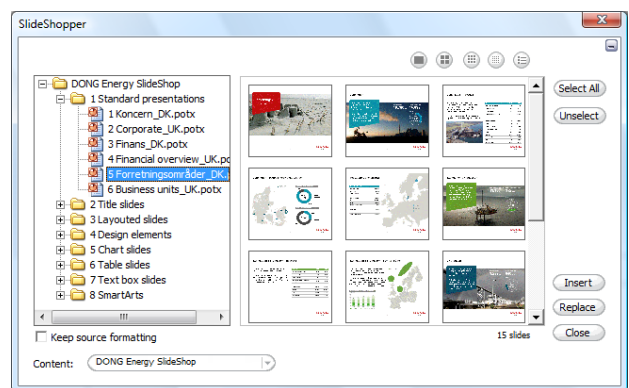 SlideShopper
DONG Energy SlideShop
1 Standard presentations
1 Koncern_DK.potx
2 Corporate_UK.potx
3 Finans_DK.potx
4 Financial overview_UK.po
5 Forretningsområder_DK.p
6 Business units_UK.potx
2 Title slides
3 Layouted slides
4 Design elements
5 Chart slides
6 Table slides
7 Text box slides
8 SmartArts
Select All
Unselect
Insert
Replace
Close
15 slides
Keep source formatting
Content: DONG Energy SlideShop